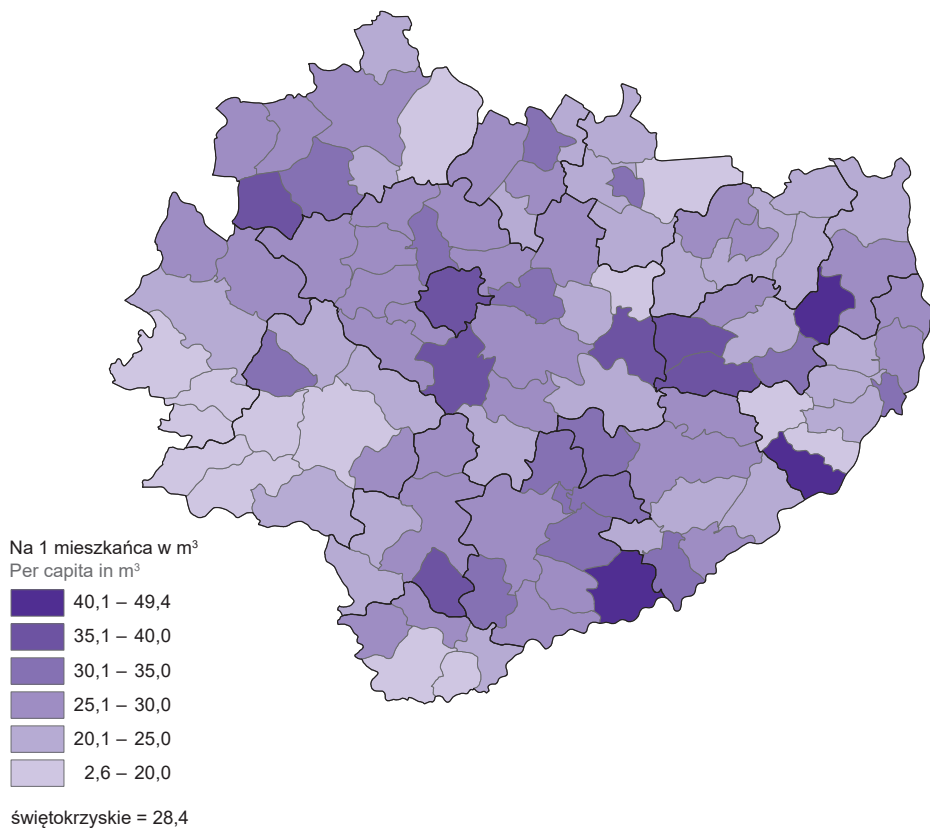 Na 1 mieszkańca w m³
Per capita in m³
40,1 – 49,4
35,1 – 40,0
30,1 – 35,0
25,1 – 30,0
20,1 – 25,0
2,6 – 20,0
świętokrzyskie = 28,4